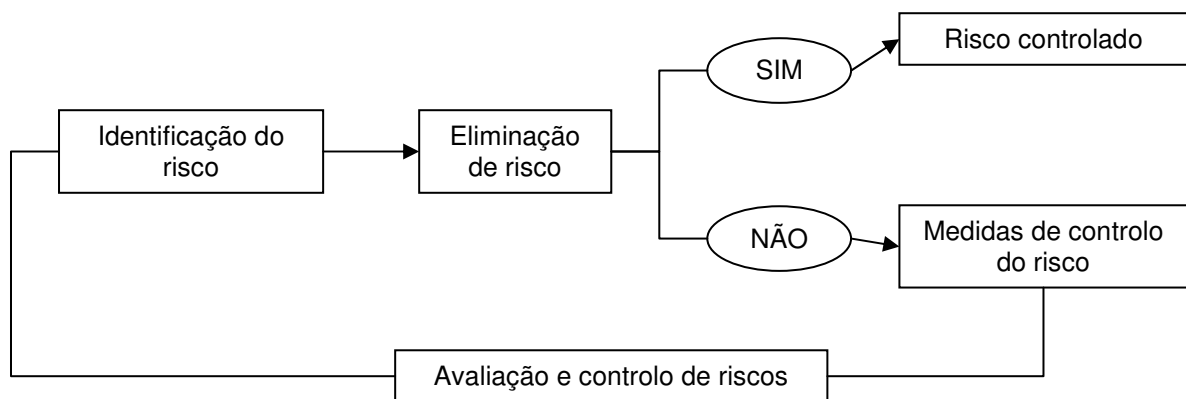 Identificação do
risco
Eliminação
de risco
SIM
Risco controlado
NÃO
Medidas de controlo
do risco
Avaliação e controlo de riscos